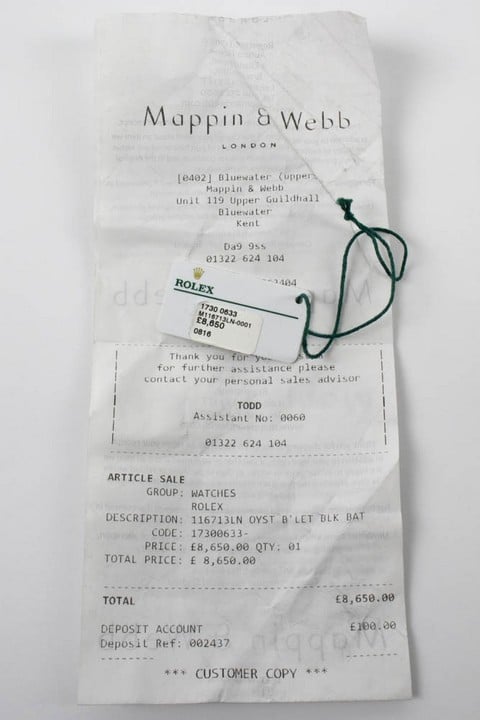 Mappin & Webb
LONDON
[0402] Bluewater (upper
Mappin & Webb
Unit 119 Upper Guildhall
Bluewater
Kent
Da9 9ss
01322 624 104
3404
ROLEX
1730 0633
M116713LN-0001
£8,650
0816
Thank you for your
for further assistance please
contact your personal sales advisor
TODD
Assistant No: 0060
01322 624 104
ARTICLE SALE
GROUP: WATCHES
ROLEX
DESCRIPTION: 116713LN OYST B'LET BLK BAT
CODE: 17300633-
PRICE: £8,650.00 QTY: 01
TOTAL PRICE: £ 8,650.00
TOTAL £8,650.00
DEPOSIT ACCOUNT £100.00
Deposit Ref: 002437
*** CUSTOMER COPY ***